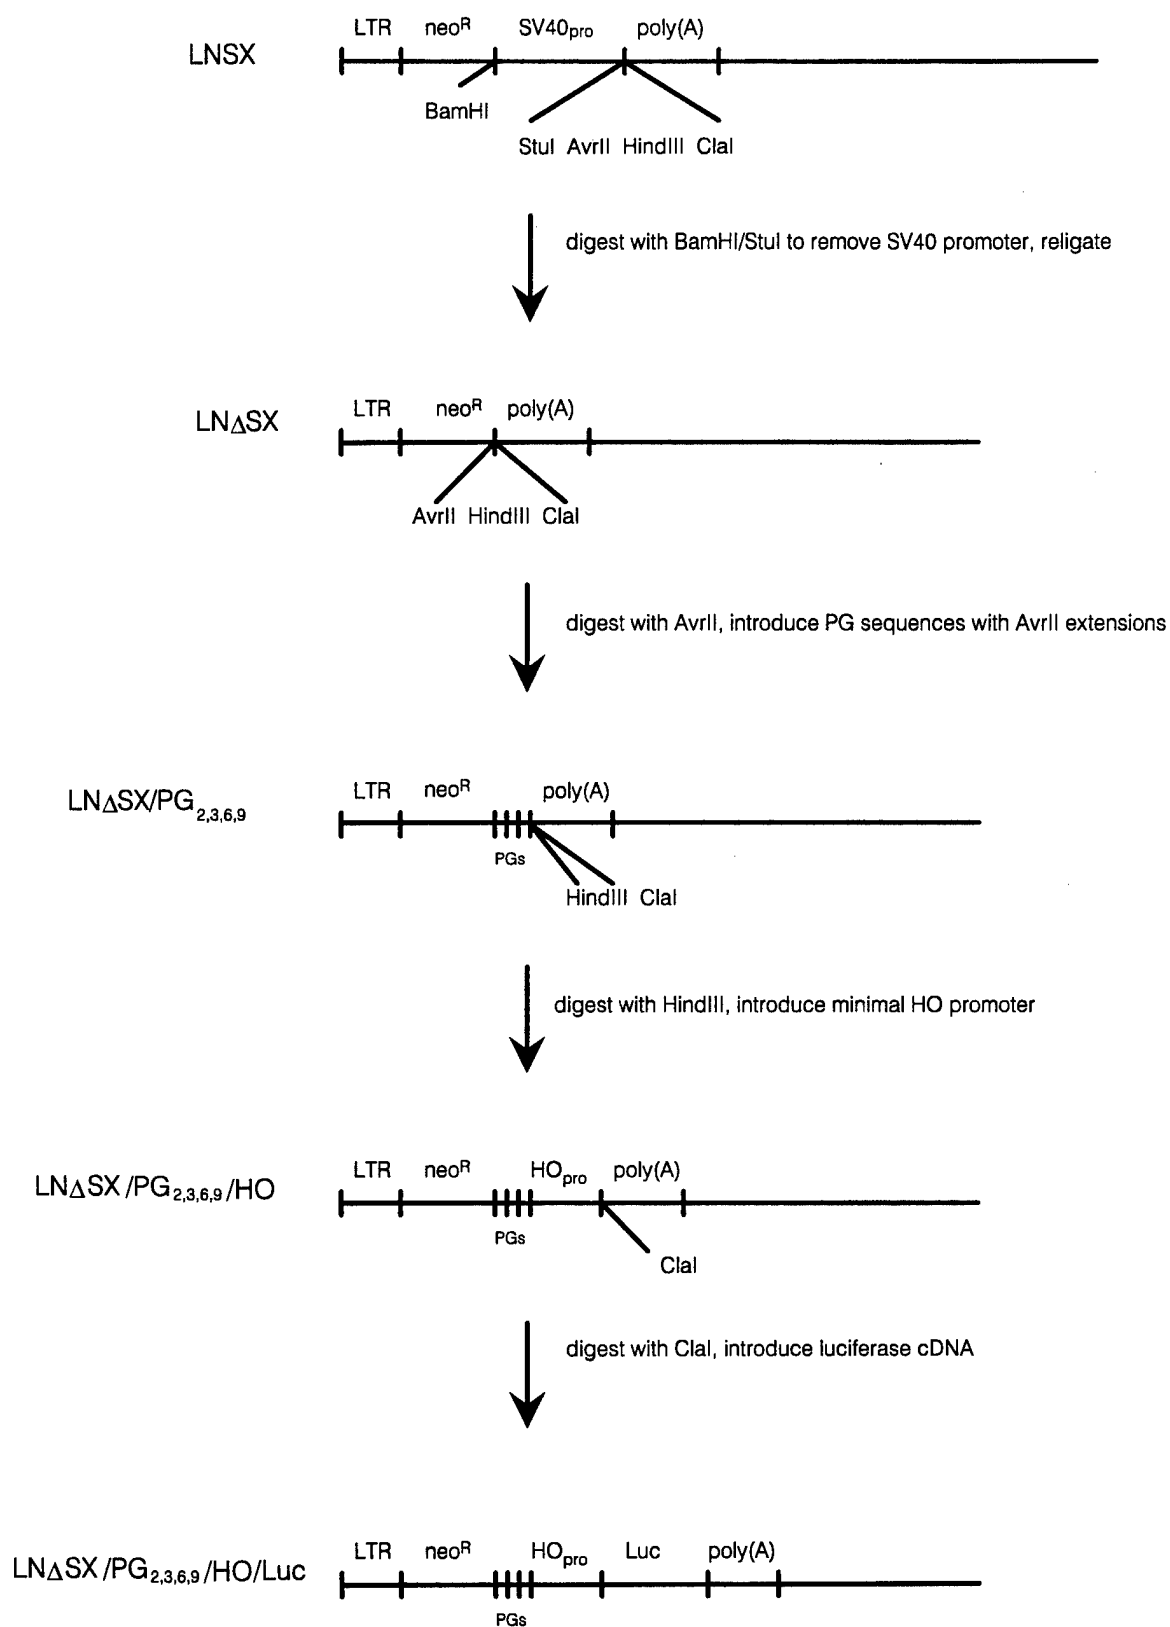 LTR neoR SV40pro poly(A)
LNSX
BamHI
StuI AvrII HindIII ClaI
digest with BamHI/StuI to remove SV40 promoter, religate
LTR neoR poly(A)
LNΔSX
AvrII HindIII ClaI
digest with AvrII, introduce PG sequences with AvrII extensions
LTR neoR poly(A)
LNΔSX/PG2,3,6,9
PGs
HindIII ClaI
digest with HindIII, introduce minimal HO promoter
LTR neoR HOpro poly(A)
LNΔSX/PG2,3,6,9/HO
PGs
ClaI
digest with ClaI, introduce luciferase cDNA
LTR neoR HOpro Luc poly(A)
LNΔSX/PG2,3,6,9/HO/Luc
PGs